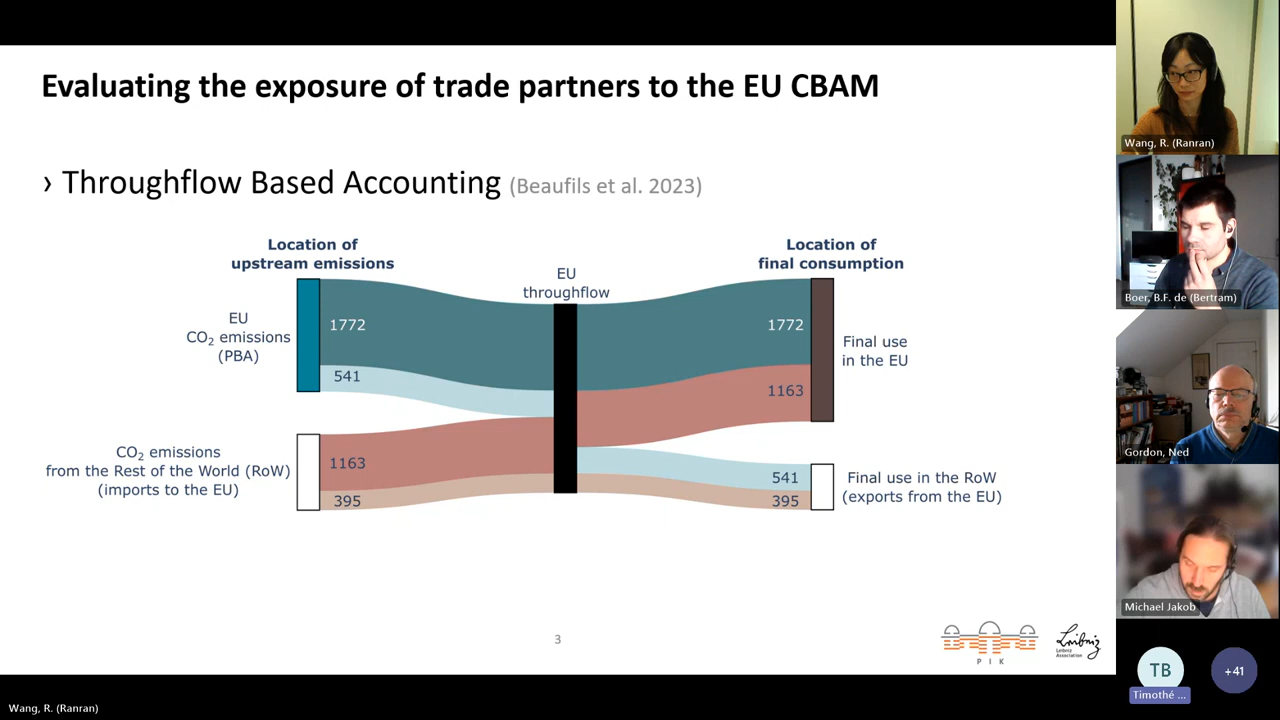 Evaluating the exposure of trade partners to the EU CBAM
› Throughflow Based Accounting (Beaufils et al. 2023)
Location of
upstream emissions
EU
throughflow
Location of
final consumption
EU
CO₂ emissions
(PBA)
1772
541
1772
1163
Final use
in the EU
CO₂ emissions
from the Rest of the World (RoW)
(imports to the EU)
1163
395
541
395
Final use in the RoW
(exports from the EU)
3
PIK
Leibniz
Leibniz
Association
Wang, R. (Ranran)
Boer, B.F. de (Bertram)
Gordon, Ned
Michael Jakob
TB
Timothé ...
+41
Wang, R. (Ranran)